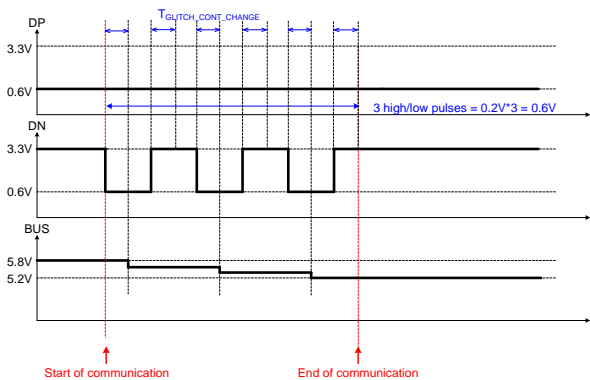 TGLITCH_CONT_CHANGE
DP
3.3V
0.6V
3 high/low pulses = 0.2V*3 = 0.6V
DN
3.3V
0.6V
BUS
5.8V
5.2V
Start of communication
End of communication